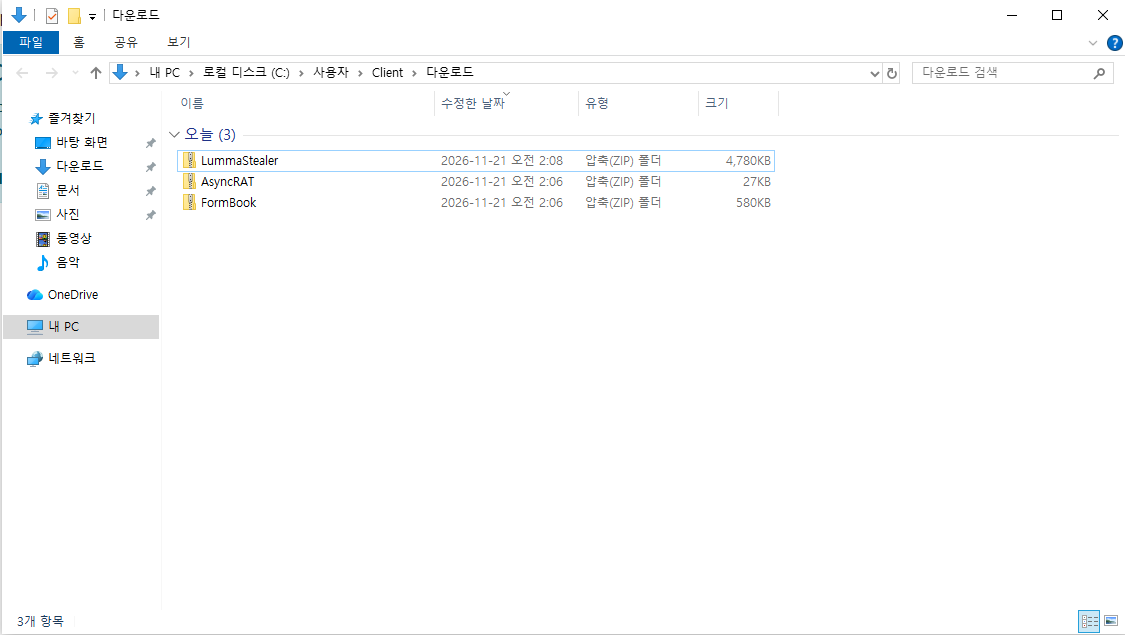 다운로드
파일 홈 공유 보기
내 PC 로컬 디스크 (C:) 사용자 Client 다운로드 다운로드 검색
이름 수정한 날짜 유형 크기
즐겨찾기
바탕 화면
다운로드
문서
사진
동영상
음악
OneDrive
내 PC
네트워크
오늘 (3)
LummaStealer 2026-11-21 오전 2:08 압축(ZIP) 폴더 4,780KB
AsyncRAT 2026-11-21 오전 2:06 압축(ZIP) 폴더 27KB
FormBook 2026-11-21 오전 2:06 압축(ZIP) 폴더 580KB
3개 항목